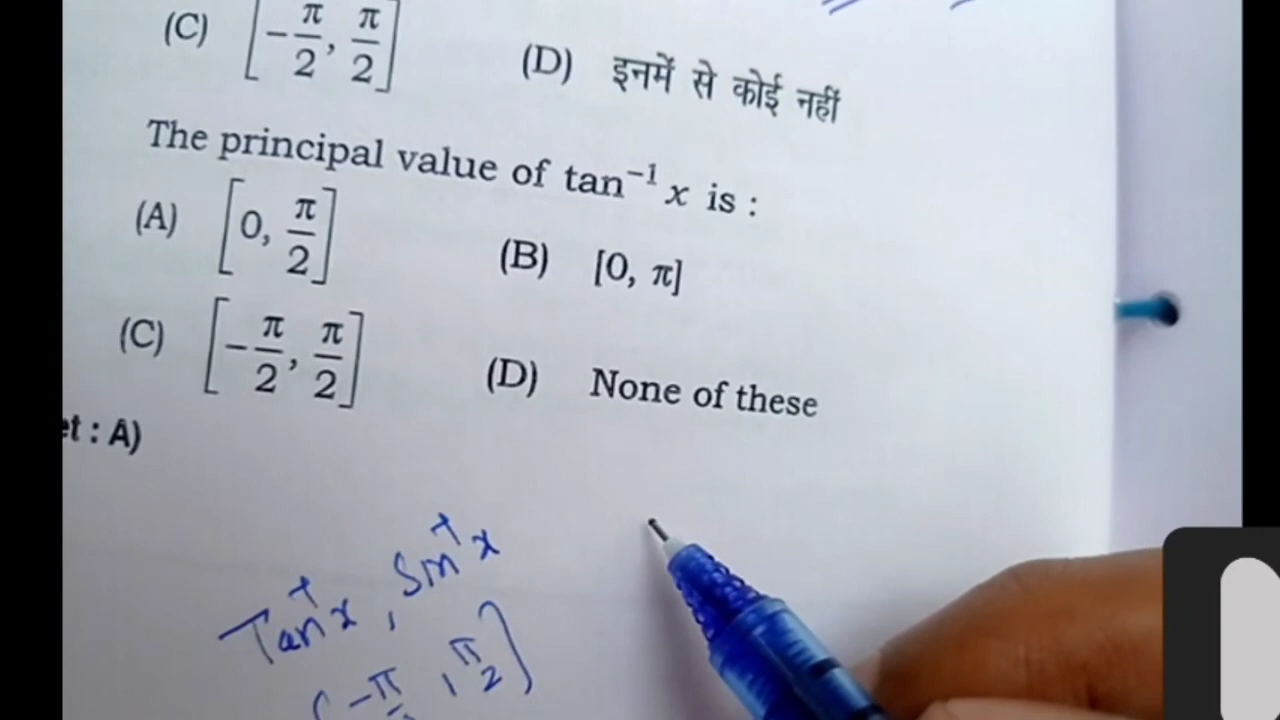 (C) [-π/2, π/2] (D) इनमें से कोई नहीं
The principal value of tan⁻¹ x is :
(A) [0, π/2] (B) [0, π]
(C) [-π/2, π/2] (D) None of these
: A)
Tan⁻¹x, Sin⁻¹x
(-π/, π/2)